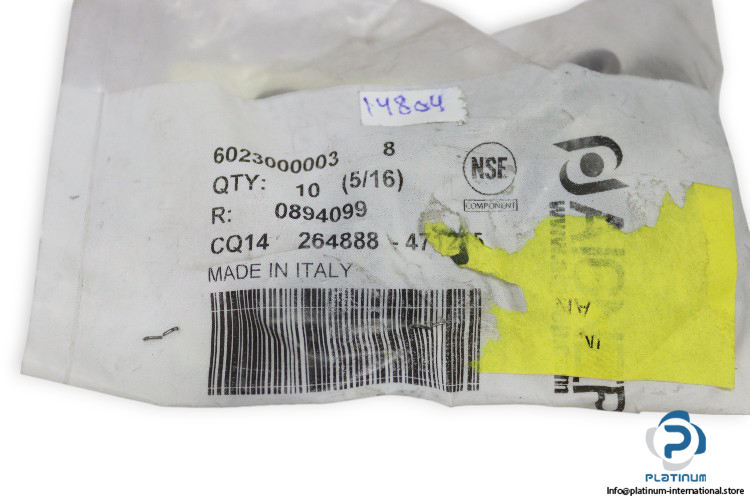 14804
6023000003 8
QTY: 10 (5/16)
R: 0894099
CQ14 264888 -
MADE IN ITALY
NSF
COMPONENT
PLATINUM
Info@platinum-international.store